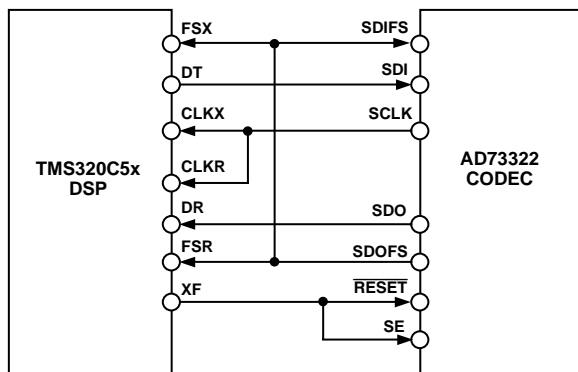 FSX
SDIFS
DT
SDI
CLKX
SCLK
TMS320C5x
DSP
AD73322
CODEC
CLKR
DR
SDO
FSR
SDOFS
XF
RESET
SE